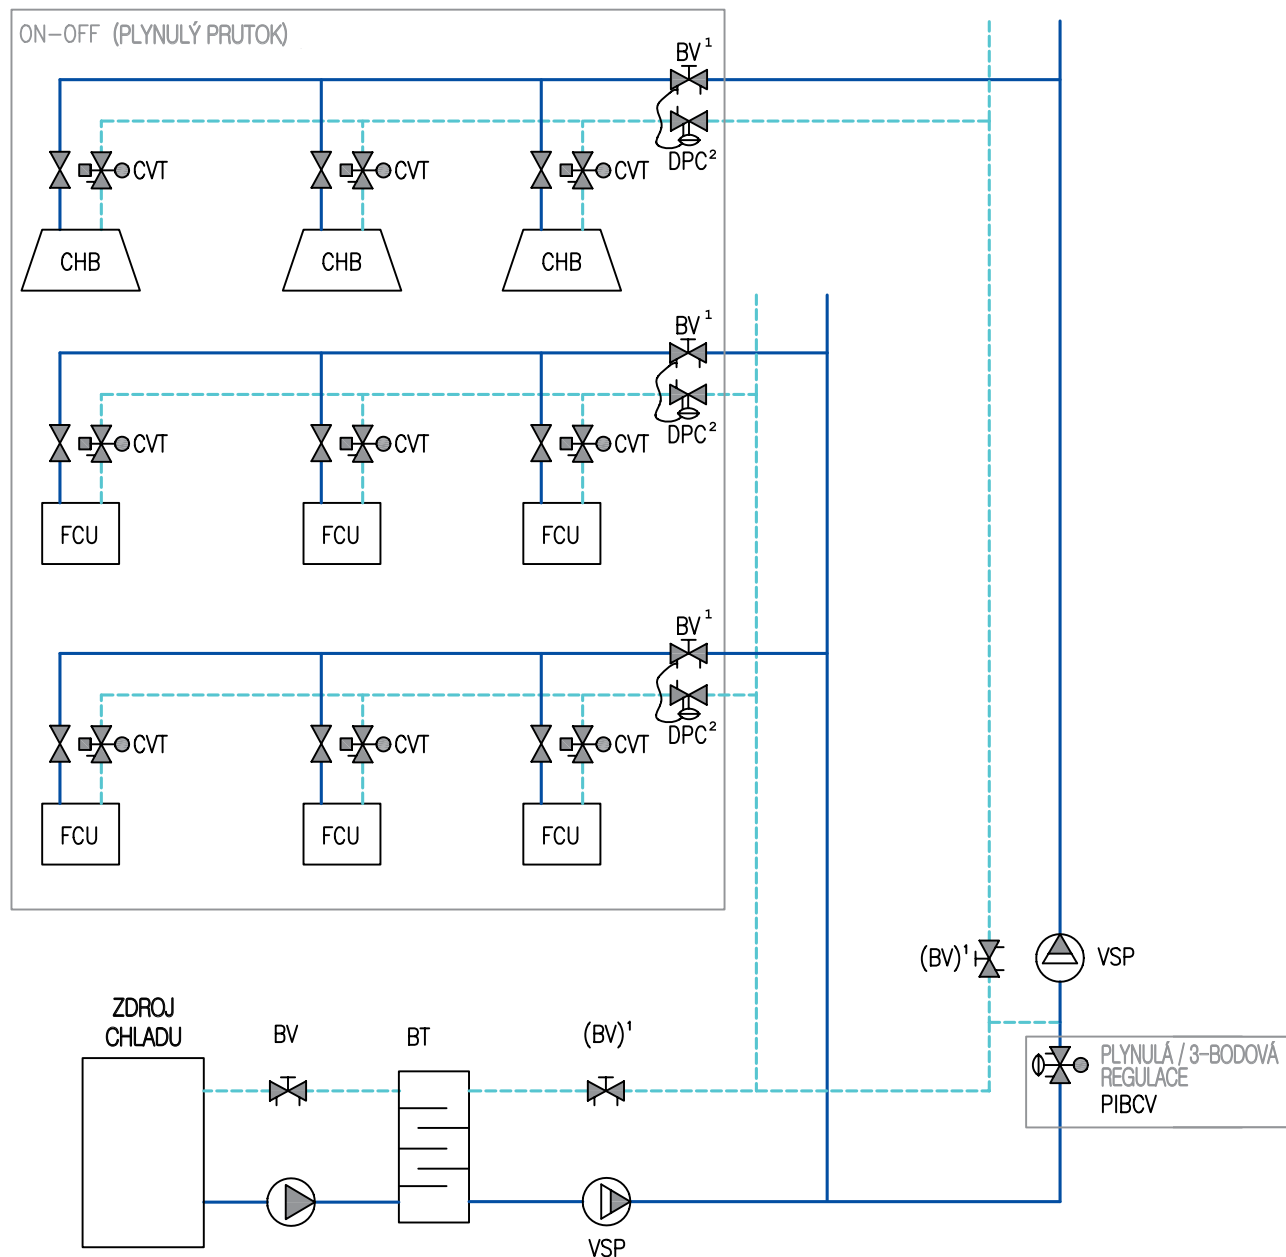 ON-OFF (PLYNULÝ PRUTOK)
BV¹
DPC²
CVT
CVT
CVT
CHB
CHB
CHB
BV¹
DPC²
CVT
CVT
CVT
FCU
FCU
FCU
BV¹
DPC²
CVT
CVT
CVT
FCU
FCU
FCU
(BV)¹
VSP
ZDROJ
CHLADU
BV
BT
(BV)¹
PLYNULÁ / 3-BODOVÁ
REGULACE
PIBCV
VSP